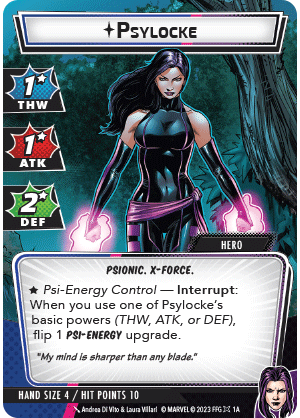 Psylocke
1
THW
1
ATK
2
DEF
HERO
PSIONIC. X-FORCE.
Psi-Energy Control — Interrupt:
When you use one of Psylocke's
basic powers (THW, ATK, or DEF),
flip 1 PSI-ENERGY upgrade.
"My mind is sharper than any blade."
HAND SIZE 4 / HIT POINTS 10
Andrea Di Vito & Laura Villari © MARVEL © 2023 FFG 1A